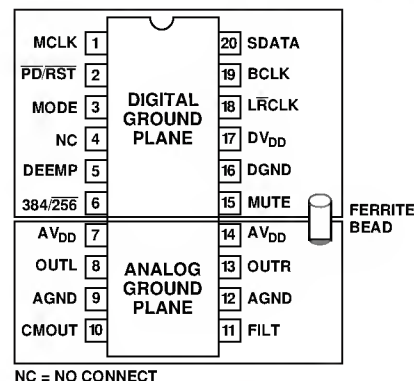 MCLK 1 20 SDATA
PD/RST 2 19 BCLK
MODE 3 DIGITAL GROUND PLANE 18 LRCLK
NC 4 17 DVDD
DEEMP 5 16 DGND
384/256 6 15 MUTE
FERRITE BEAD
AVDD 7 14 AVDD
OUTL 8 ANALOG GROUND PLANE 13 OUTR
AGND 9 12 AGND
CMOUT 10 11 FILT
NC = NO CONNECT